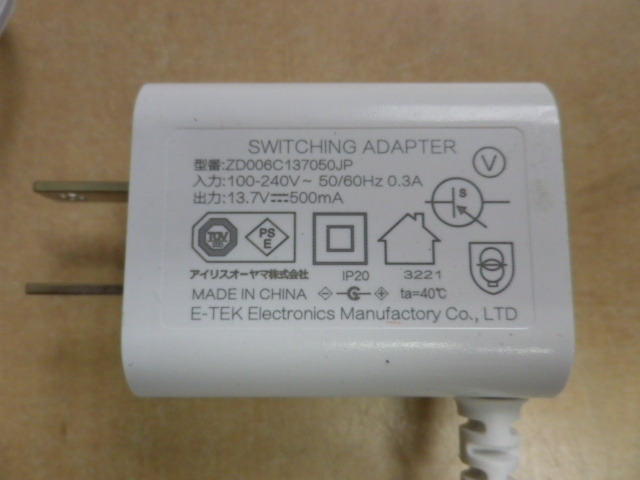 SWITCHING ADAPTER
型番:ZD006C137050JP
入力:100-240V~ 50/60Hz 0.3A
出力:13.7V⎓500mA
V
S
TÜV
PS
E
アイリスオーヤマ株式会社
IP20
3221
MADE IN CHINA ta=40℃
E-TEK Electronics Manufactory Co., LTD